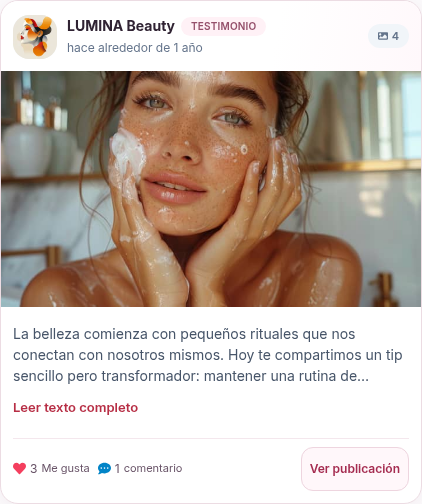 LUMINA Beauty TESTIMONIO
hace alrededor de 1 año
4
La belleza comienza con pequeños rituales que nos
conectan con nosotros mismos. Hoy te compartimos un tip
sencillo pero transformador: mantener una rutina de...
Leer texto completo
3 Me gusta 1 comentario
Ver publicación